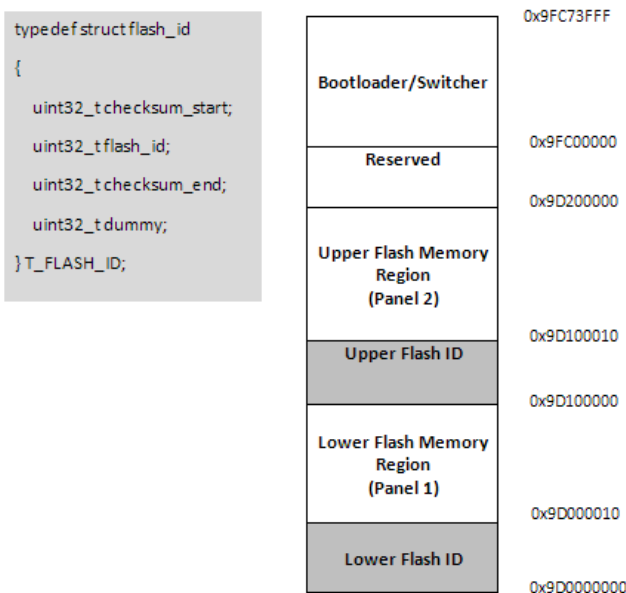 typedef struct flash_id
{
uint32_t checksum_start;
uint32_t flash_id;
uint32_t checksum_end;
uint32_t dummy;
} T_FLASH_ID;
0x9FC73FFF
Bootloader/Switcher
0x9FC00000
Reserved
0x9D200000
Upper Flash Memory
Region
(Panel 2)
0x9D100010
Upper Flash ID
0x9D100000
Lower Flash Memory
Region
(Panel 1)
0x9D000010
Lower Flash ID
0x9D0000000